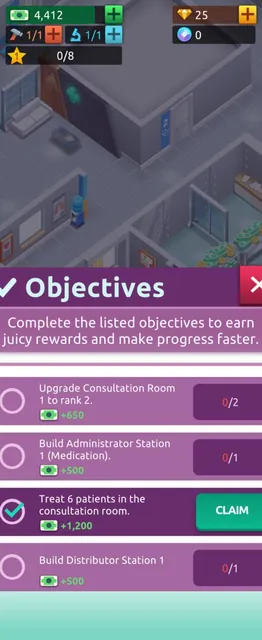 4,412
25
1/1
1/1
0
1
0/8
Objectives
Complete the listed objectives to earn
juicy rewards and make progress faster.
Upgrade Consultation Room
1 to rank 2.
+650
0/2
Build Administrator Station
1 (Medication).
+500
0/1
Treat 6 patients in the
consultation room.
+1,200
CLAIM
Build Distributor Station 1
+500
0/1